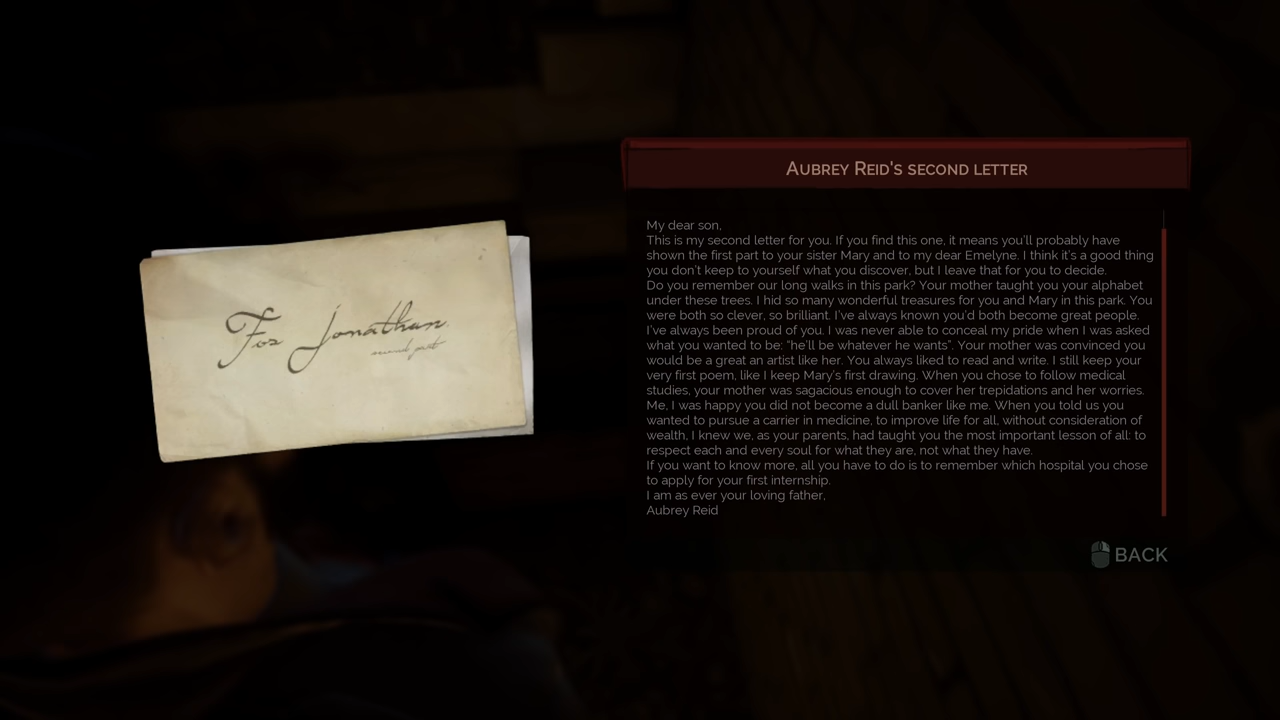 For Jonathan
second part
AUBREY REID'S SECOND LETTER
My dear son,
This is my second letter for you. If you find this one, it means you'll probably have
shown the first part to your sister Mary and to my dear Emelyne. I think it's a good thing
you don't keep to yourself what you discover, but I leave that for you to decide.
Do you remember our long walks in this park? Your mother taught you your alphabet
under these trees. I hid so many wonderful treasures for you and Mary in this park. You
were both so clever, so brilliant. I've always known you'd both become great people.
I've always been proud of you. I was never able to conceal my pride when I was asked
what you wanted to be: "he'll be whatever he wants". Your mother was convinced you
would be a great an artist like her. You always liked to read and write. I still keep your
very first poem, like I keep Mary's first drawing. When you chose to follow medical
studies, your mother was sagacious enough to cover her trepidations and her worries.
Me, I was happy you did not become a dull banker like me. When you told us you
wanted to pursue a carrier in medicine, to improve life for all, without consideration of
wealth, I knew we, as your parents, had taught you the most important lesson of all: to
respect each and every soul for what they are, not what they have.
If you want to know more, all you have to do is to remember which hospital you chose
to apply for your first internship.
I am as ever your loving father,
Aubrey Reid
BACK